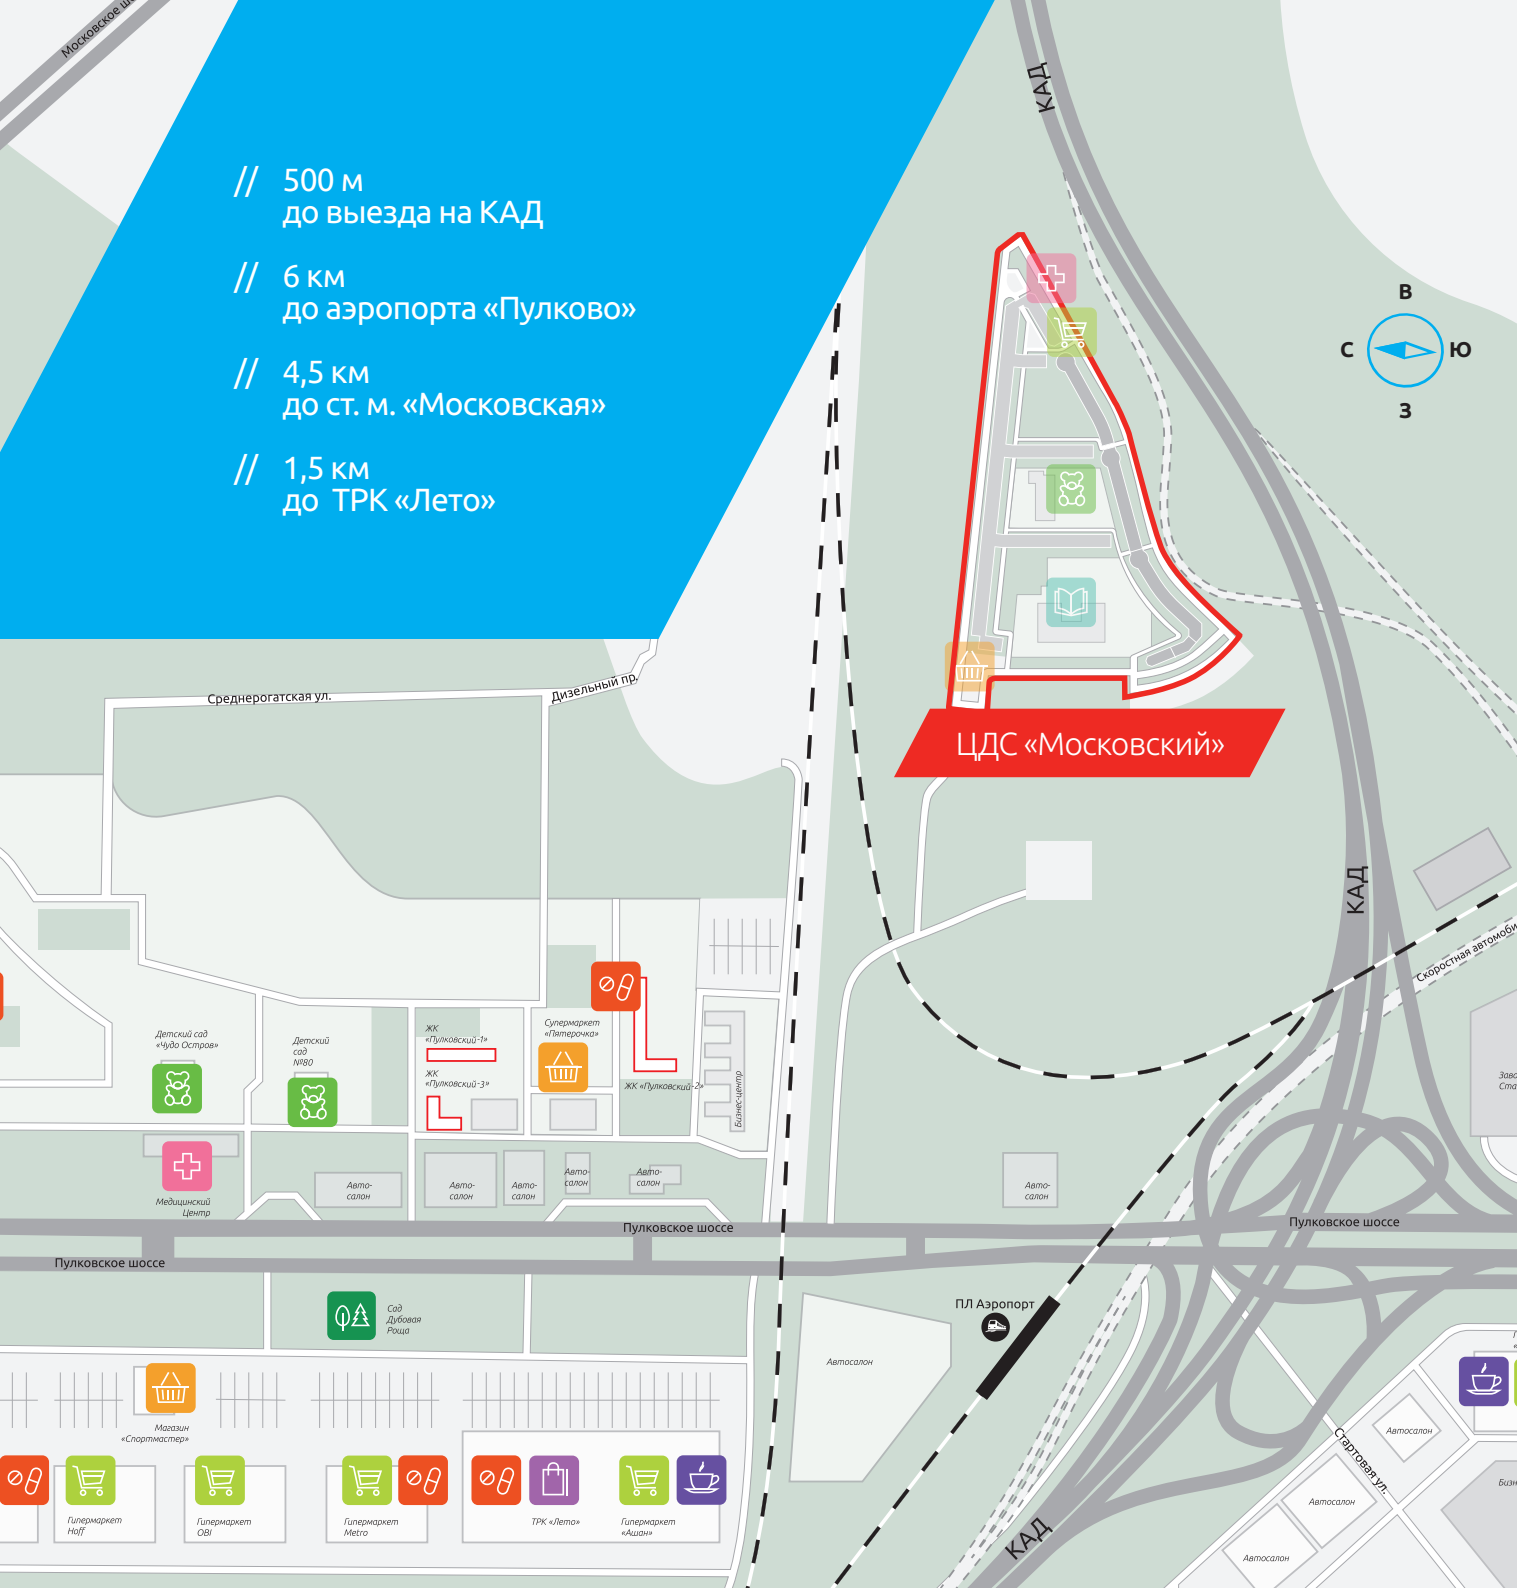 Московское
КАД
// 500 м
до выезда на КАД
// 6 км
до аэропорта «Пулково»
// 4,5 км
до ст. м. «Московская»
// 1,5 км
до ТРК «Лето»
В
С
Ю
З
Среднерогатская ул.
Дизельный пр.
ЦДС «Московский»
КАД
Скоростная
Детский сад
«Чудо Остров»
Детский
сад
№80
ЖК
«Пулковский-1»
ЖК
«Пулковский-3»
Супермаркет
«Пятерочка»
ЖК «Пулковский-2»
Бизнес-центр
Медицинский
Центр
Авто-
салон
Авто-
салон
Авто-
салон
Авто-
салон
Авто-
салон
Авто-
салон
Пулковское шоссе
Пулковское шоссе
Пулковское шоссе
Сад
Дубовая
Роща
ПЛ Аэропорт
Автосалон
Магазин
«Спортмастер»
Гипермаркет
Hoff
Гипермаркет
OBI
Гипермаркет
Metro
ТРК «Лето»
Гипермаркет
«Ашан»
КАД
Стартовая ул.
Автосалон
Автосалон
Автосалон